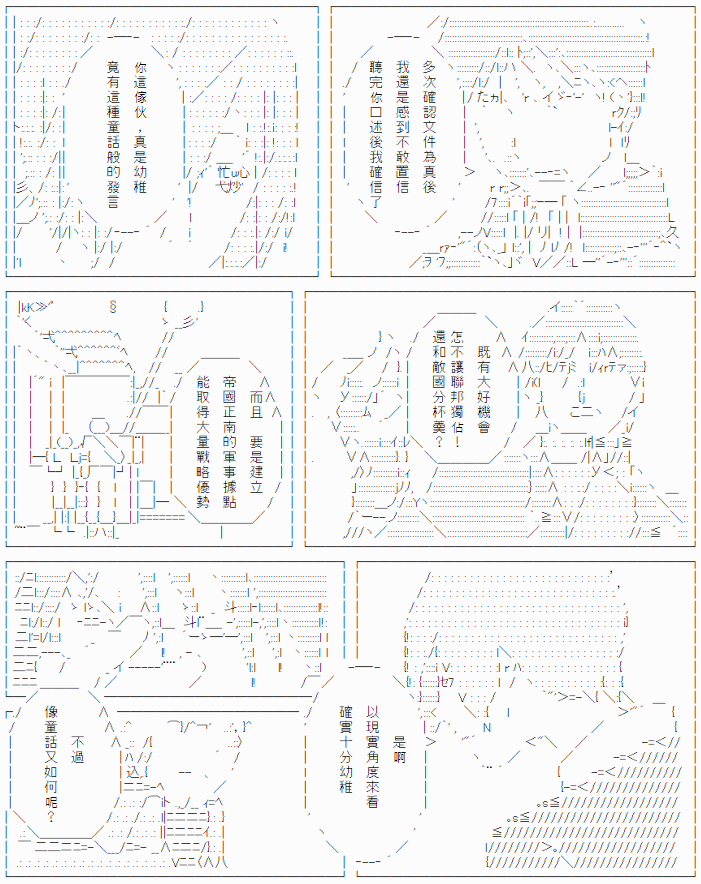 多次確認文件為真後
我還是感到不敢置信
聽完你口述後我確信了
你這像伙，真是幼稚
竟有這種童話般的發言
既有大好機會
怎不讓聯邦獨佔！
還和敵國分杯羹？
而且要是建立
帝國正南的軍事據點
能取得大量戰略優勢
是啊
以現實角度來看
確實十分幼稚
不過
像童話又如何呢？